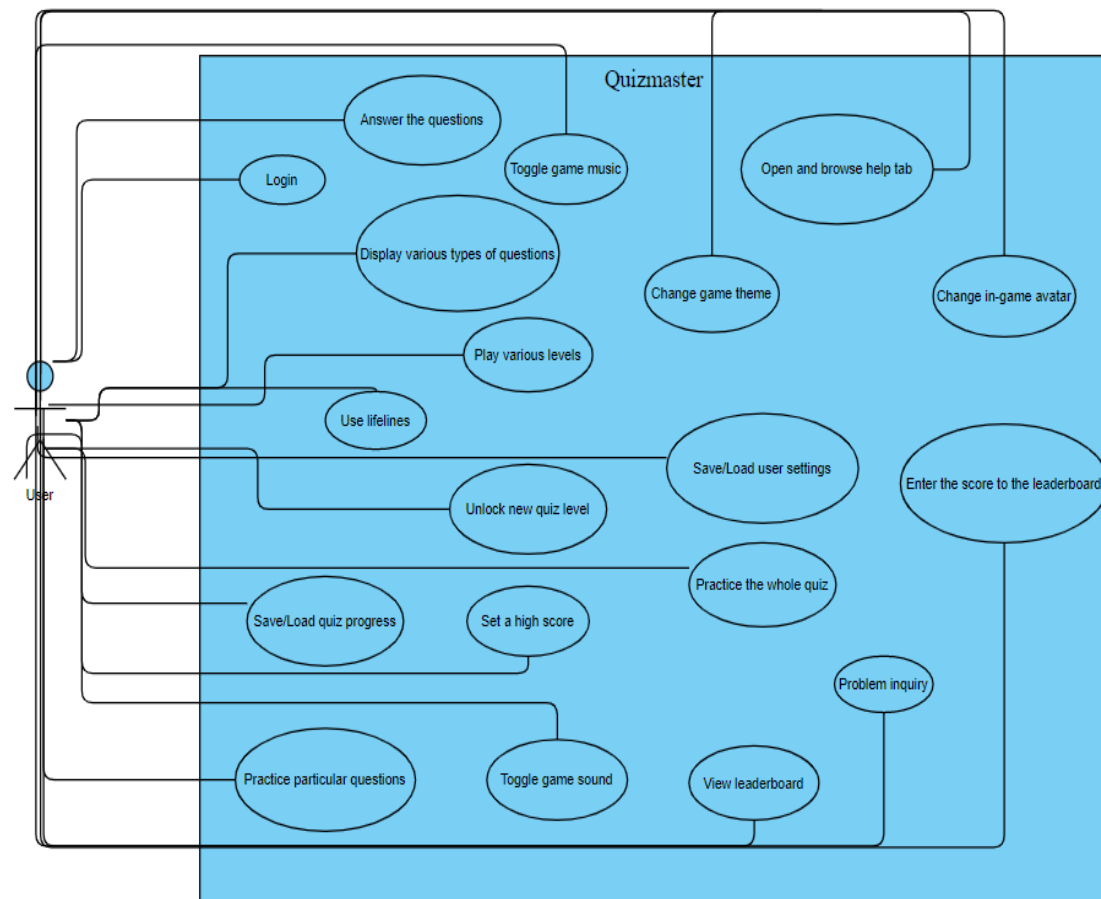 Quizmaster
Answer the questions
Toggle game music
Open and browse help tab
Login
Display various types of questions
Change game theme
Change in-game avatar
Play various levels
Use lifelines
Save/Load user settings
Enter the score to the leaderboard
User
Unlock new quiz level
Practice the whole quiz
Save/Load quiz progress
Set a high score
Problem inquiry
Practice particular questions
Toggle game sound
View leaderboard